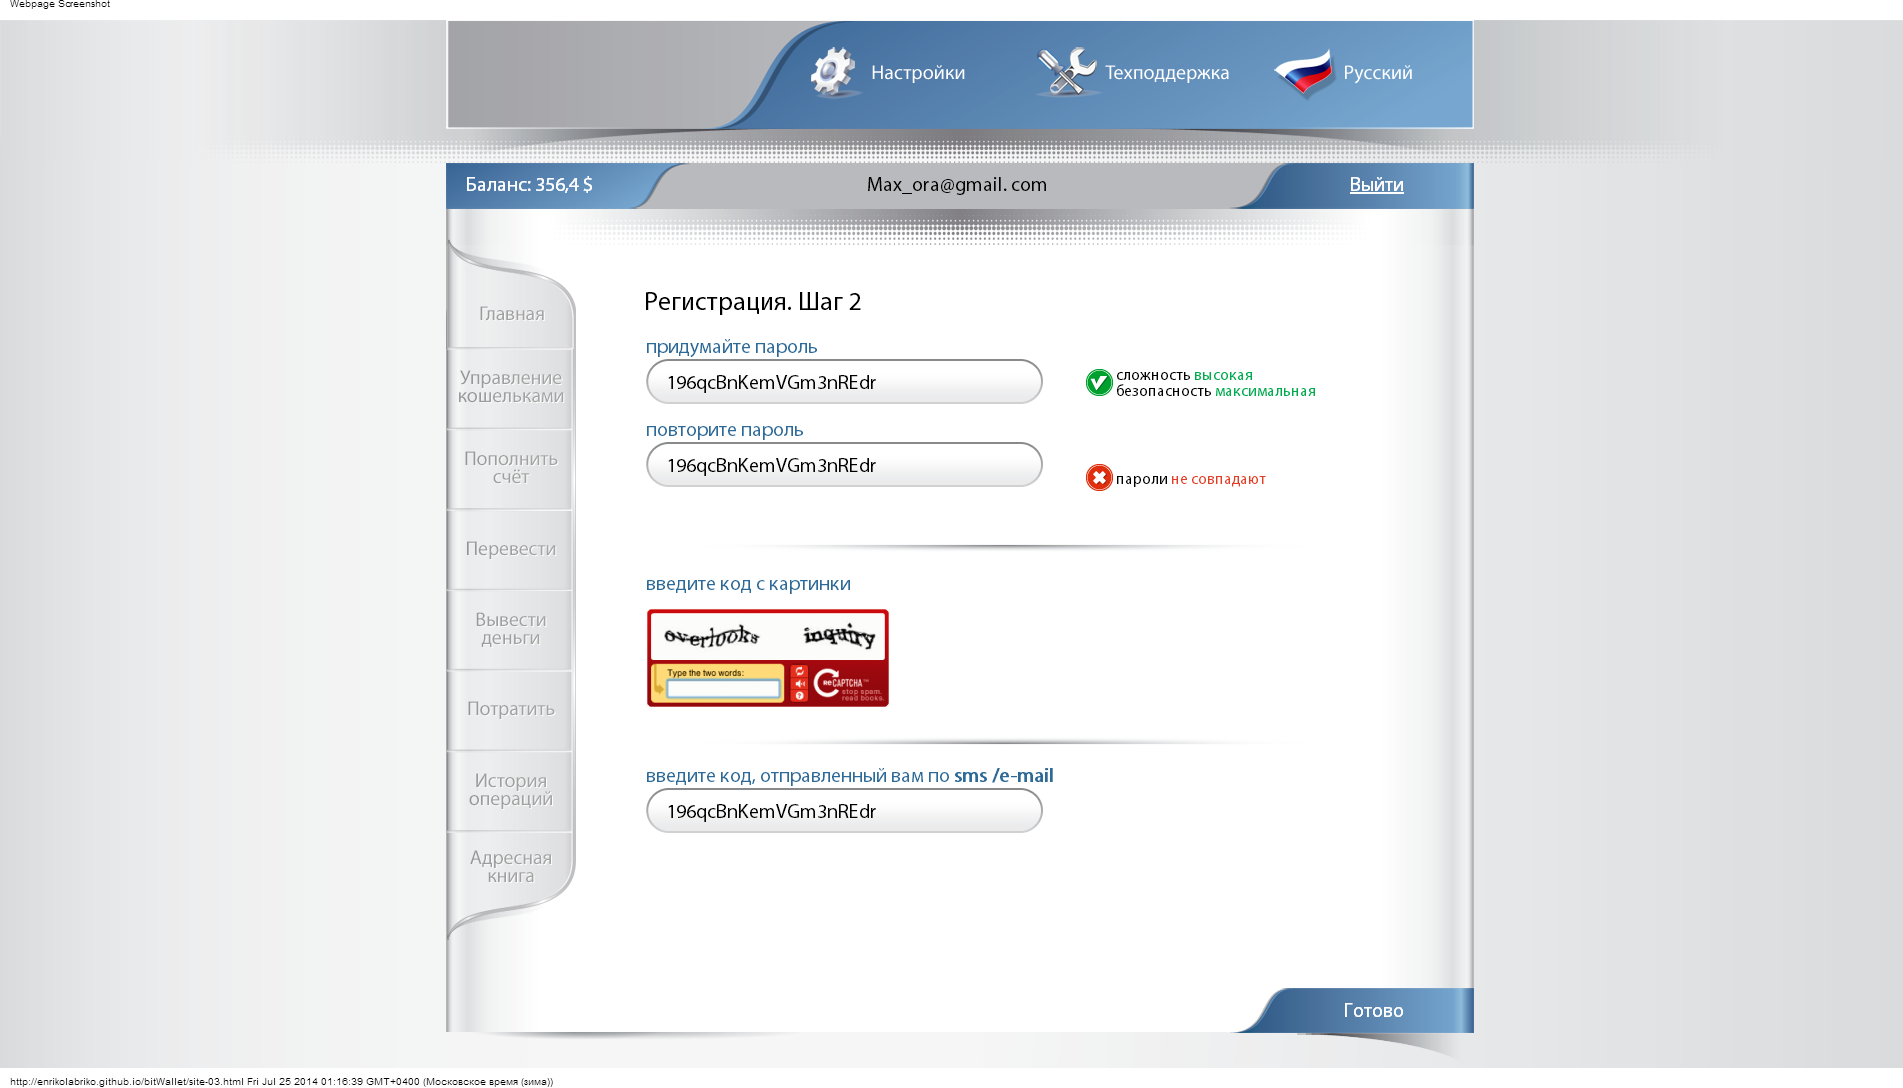 Webpage Screenshot
Настройки
Техподдержка
Русский
Баланс: 356,4 $
Max_ora@gmail. com
Выйти
Главная
Управление
кошельками
Пополнить
счёт
Перевести
Вывести
деньги
Потратить
История
операций
Адресная
книга
Регистрация. Шаг 2
придумайте пароль
196qcBnKemVGm3nREdr
сложность высокая
безопасность максимальная
повторите пароль
196qcBnKemVGm3nREdr
пароли не совпадают
введите код с картинки
overlooks inquiry
Type the two words:
reCAPTCHA™
stop spam.
read books.
введите код, отправленный вам по sms /e-mail
196qcBnKemVGm3nREdr
Готово
http://enrikolabriko.github.io/bitWallet/site-03.html Fri Jul 25 2014 01:16:39 GMT+0400 (Московское время (зима))